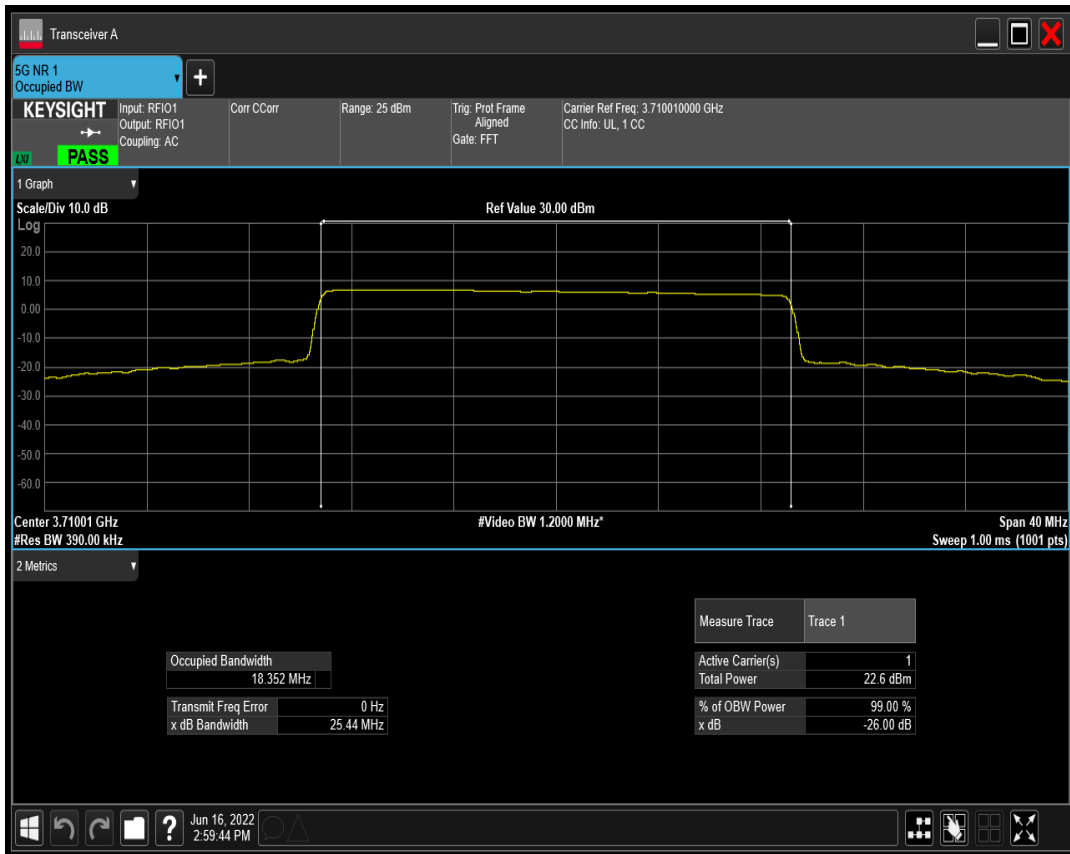 Transceiver A
5G NR 1
Occupied BW
+
KEYSIGHT
LXI
PASS
Input: RFIO1
Output: RFIO1
Coupling: AC
Corr CCorr
Range: 25 dBm
Trig: Prot Frame
Aligned
Gate: FFT
Carrier Ref Freq: 3.710010000 GHz
CC Info: UL, 1 CC
1 Graph
Scale/Div 10.0 dB
Ref Value 30.00 dBm
Log
20.0
10.0
0.00
-10.0
-20.0
-30.0
-40.0
-50.0
-60.0
Center 3.71001 GHz
#Video BW 1.2000 MHz*
Span 40 MHz
#Res BW 390.00 kHz
Sweep 1.00 ms (1001 pts)
2 Metrics
Measure Trace Trace 1
Occupied Bandwidth
18.352 MHz
Active Carrier(s) 1
Total Power 22.6 dBm
Transmit Freq Error 0 Hz
x dB Bandwidth 25.44 MHz
% of OBW Power 99.00 %
x dB -26.00 dB
?
Jun 16, 2022
2:59:44 PM